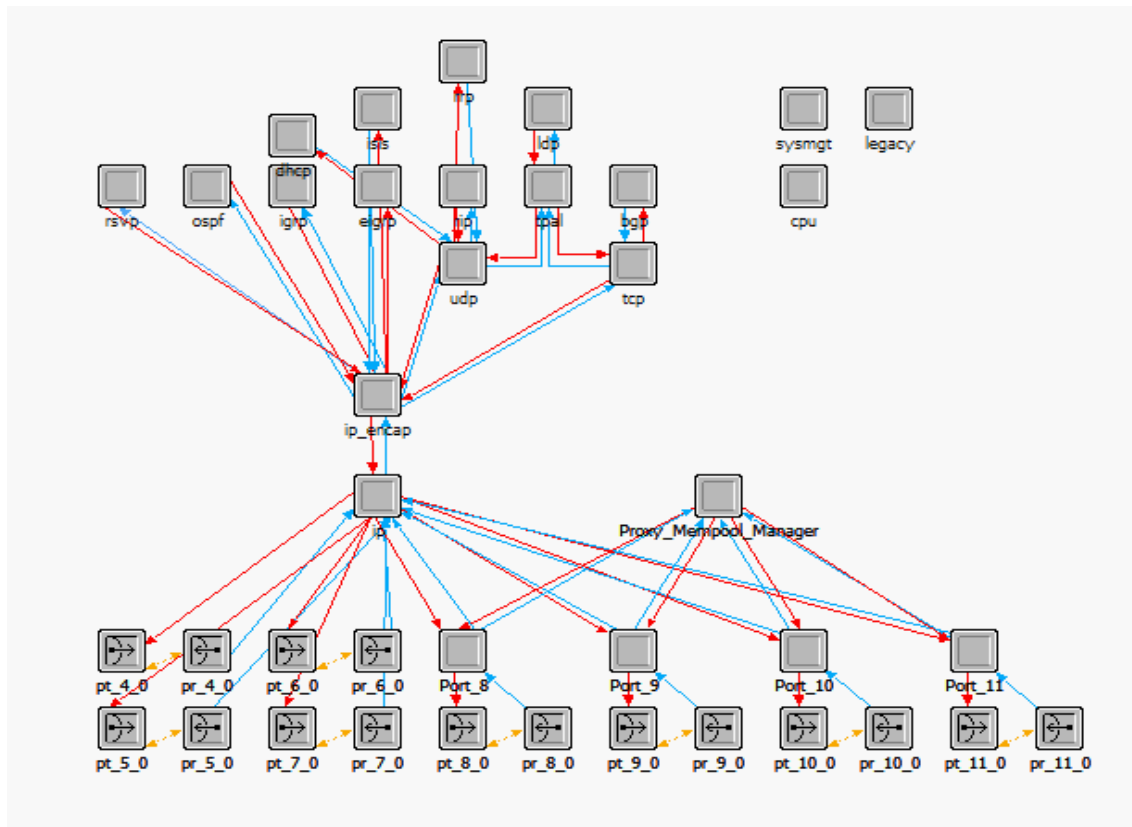 isis
ldp
sysmgt
legacy
dhcp
rsvp
ospf
igrp
eigrp
rip
tpal
bgp
cpu
udp
tcp
ip_encap
ip
Proxy_Mempool_Manager
pt_4_0
pr_4_0
pt_6_0
pr_6_0
Port_8
Port_9
Port_10
Port_11
pt_5_0
pr_5_0
pt_7_0
pr_7_0
pt_8_0
pr_8_0
pt_9_0
pr_9_0
pt_10_0
pr_10_0
pt_11_0
pr_11_0